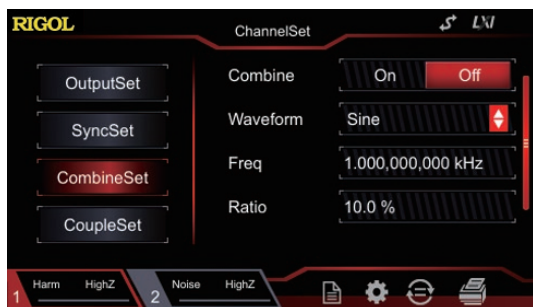 RIGOL
ChannelSet
LXI
OutputSet
SyncSet
CombineSet
CoupleSet
Combine On Off
Waveform Sine
Freq 1.000,000,000 kHz
Ratio 10.0 %
1 Harm HighZ 2 Noise HighZ